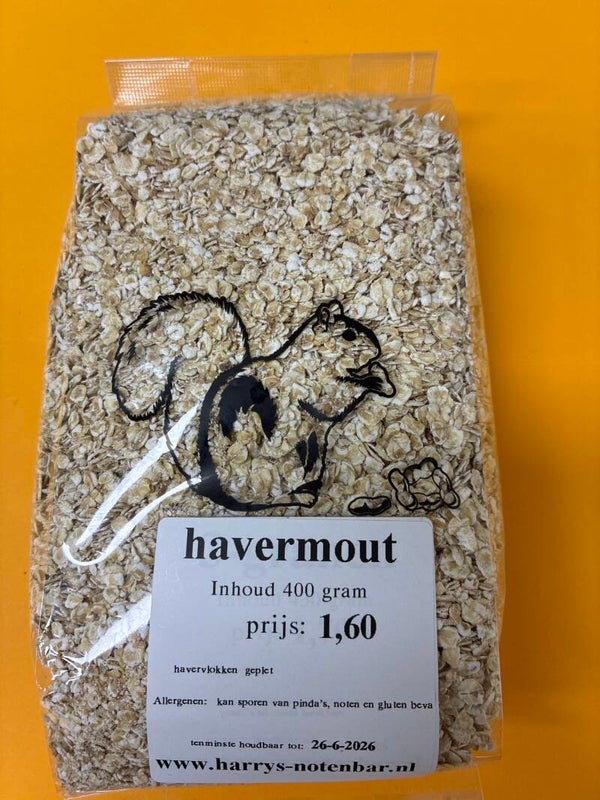 havermout
Inhoud 400 gram
prijs: 1,60
havervlokken geplet
Allergenen: kan sporen van pinda's, noten en gluten beva
tenminste houdbaar tot: 26-6-2026
www.harrys-notenbar.nl